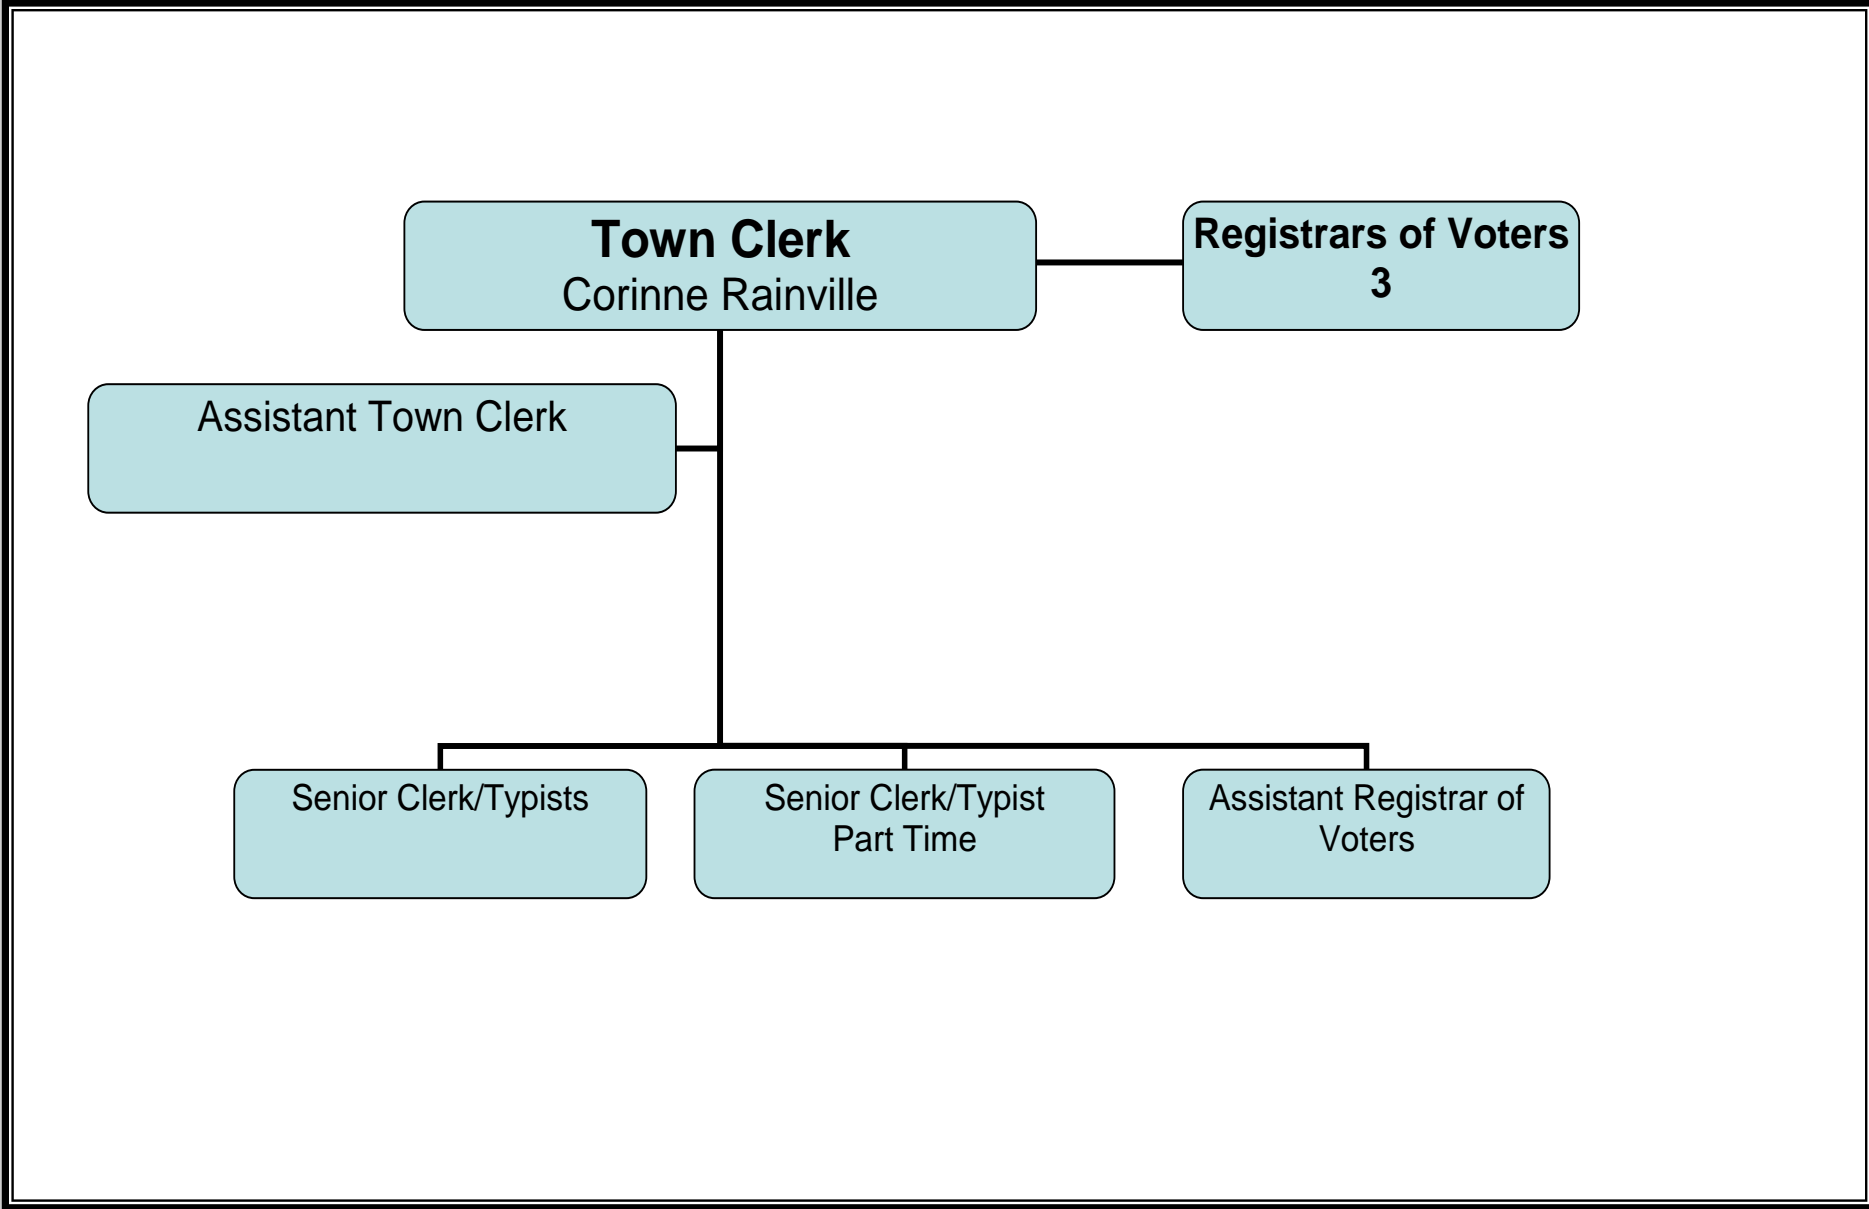 Town Clerk
Corinne Rainville
Registrars of Voters
3
Assistant Town Clerk
Senior Clerk/Typists
Senior Clerk/Typist
Part Time
Assistant Registrar of
Voters